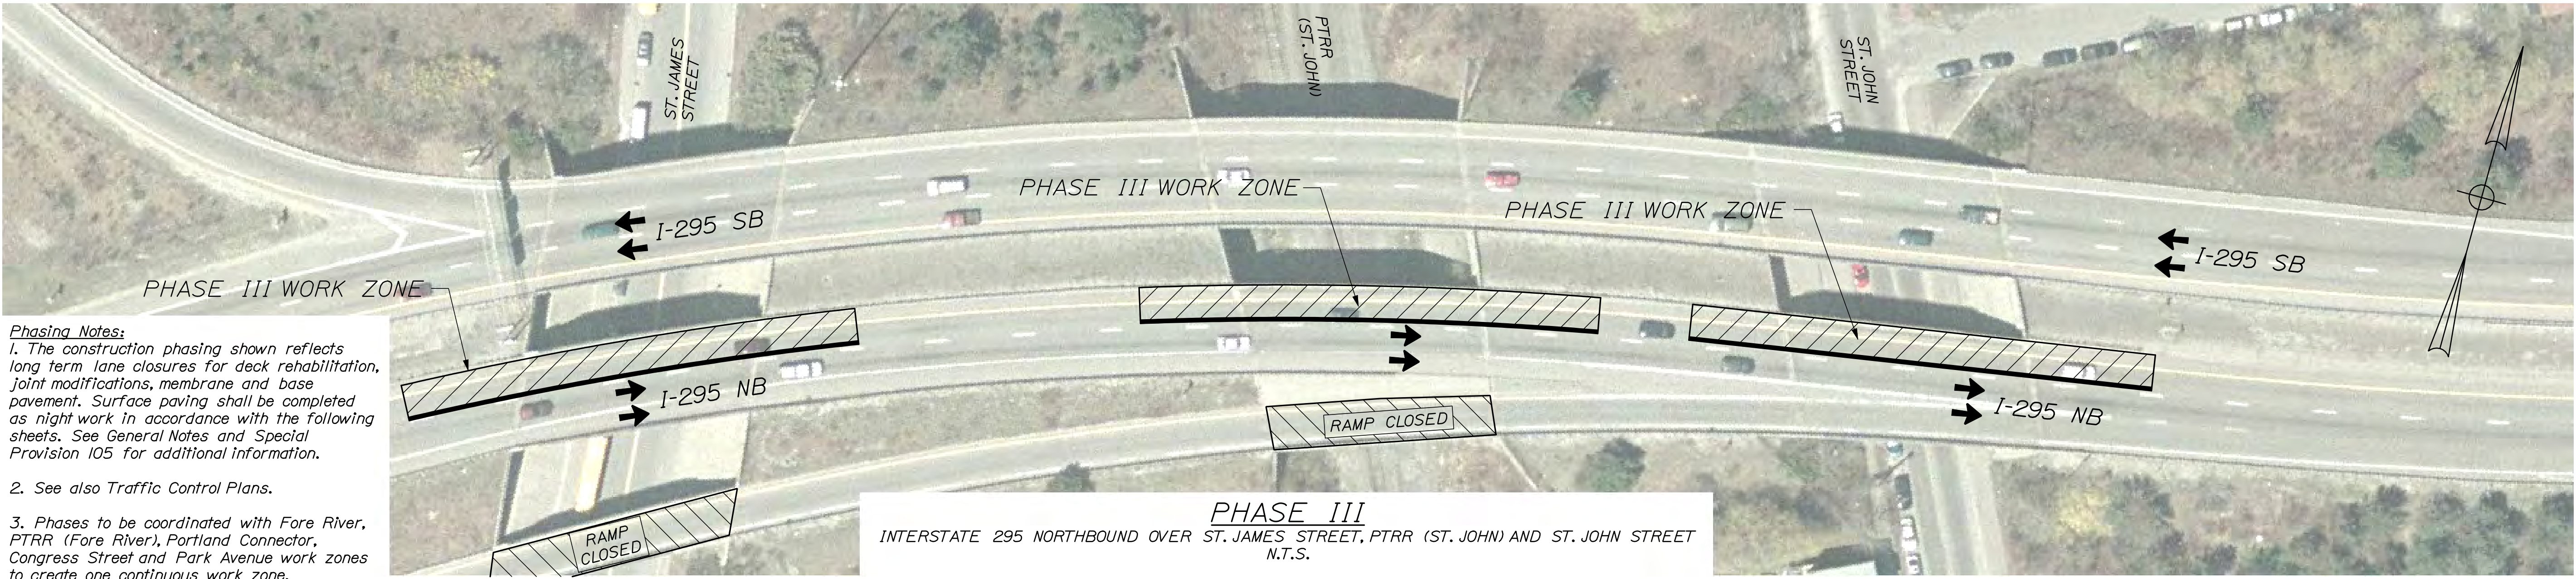 ST. JAMES
STREET
PTRR
(ST. JOHN)
ST. JOHN
STREET
PHASE III WORK ZONE
PHASE III WORK ZONE
I-295 SB
I-295 SB
PHASE III WORK ZONE
I-295 NB
I-295 NB
RAMP CLOSED
RAMP
CLOSED
Phasing Notes:
1. The construction phasing shown reflects
long term lane closures for deck rehabilitation,
joint modifications, membrane and base
pavement. Surface paving shall be completed
as night work in accordance with the following
sheets. See General Notes and Special
Provision 105 for additional information.
2. See also Traffic Control Plans.
3. Phases to be coordinated with Fore River,
PTRR (Fore River), Portland Connector,
Congress Street and Park Avenue work zones
to create one continuous work zone.
PHASE III
INTERSTATE 295 NORTHBOUND OVER ST. JAMES STREET, PTRR (ST. JOHN) AND ST. JOHN STREET
N.T.S.